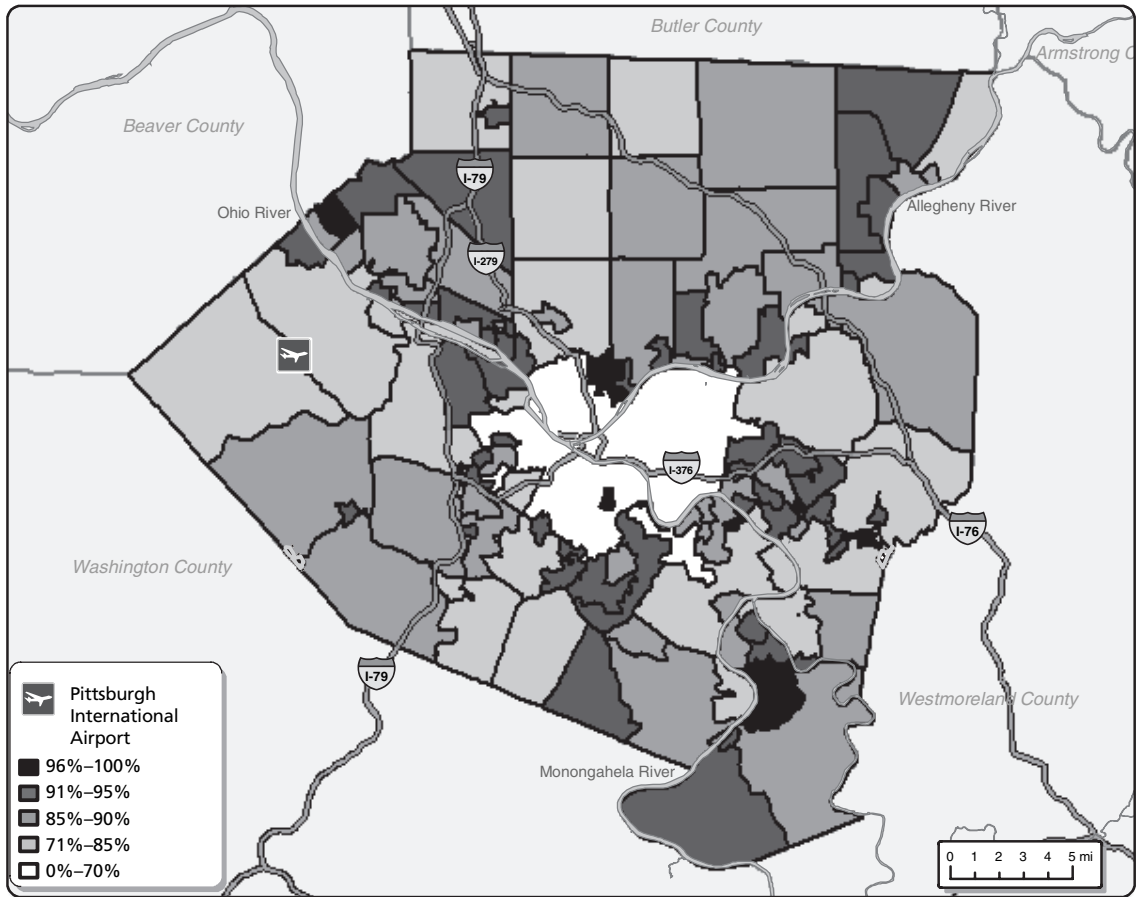 Butler County
Armstrong C
Beaver County
I-79
Ohio River
Allegheny River
I-279
I-376
I-76
Washington County
I-79
Westmoreland County
Monongahela River
Pittsburgh
International
Airport
96%–100%
91%–95%
85%–90%
71%–85%
0%–70%
0 1 2 3 4 5 mi